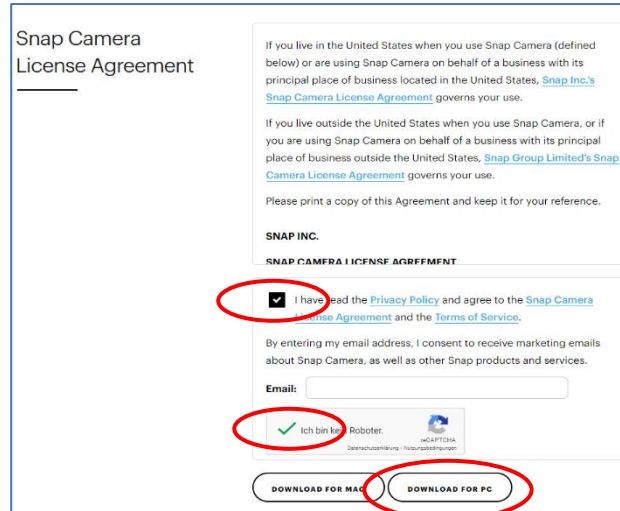 Snap Camera
License Agreement
If you live in the United States when you use Snap Camera (defined
below) or are using Snap Camera on behalf of a business with its
principal place of business located in the United States, Snap Inc.'s
Snap Camera License Agreement governs your use.
If you live outside the United States when you use Snap Camera, or if
you are using Snap Camera on behalf of a business with its principal
place of business outside the United States, Snap Group Limited's Snap
Camera License Agreement governs your use.
Please print a copy of this Agreement and keep it for your reference.
SNAP INC.
SNAP CAMERA LICENSE AGREEMENT
I have read the Privacy Policy and agree to the Snap Camera
License Agreement and the Terms of Service.
By entering my email address, I consent to receive marketing emails
about Snap Camera, as well as other Snap products and services.
Email:
Ich bin kein Roboter.
reCAPTCHA
Datenschutzerklärung - Nutzungsbedingungen
DOWNLOAD FOR MAC
DOWNLOAD FOR PC